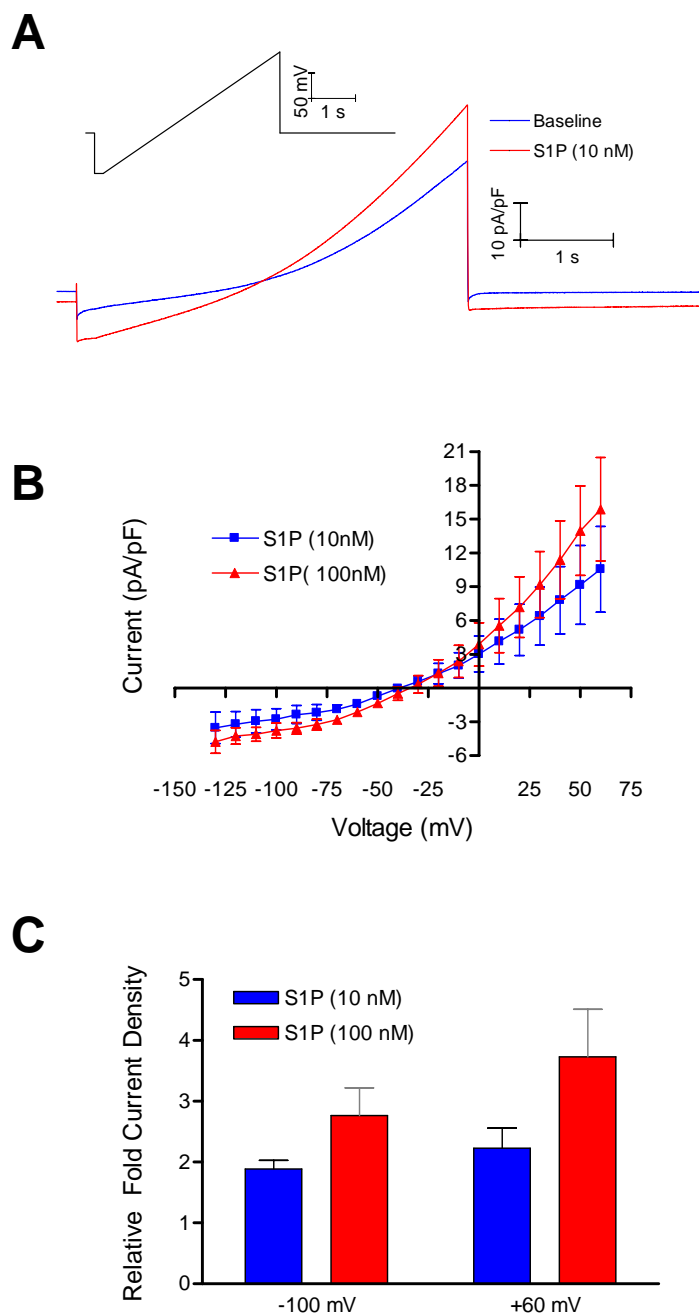 A
50 mV
1 s
Baseline
S1P (10 nM)
10 pA/pF
1 s
B
21
18
15
12
9
6
3
-3
-6
S1P (10nM)
S1P( 100nM)
Current (pA/pF)
-150 -125 -100 -75 -50 -25 25 50 75
Voltage (mV)
C
5
4
3
2
1
0
S1P (10 nM)
S1P (100 nM)
Relative Fold Current Density
-100 mV +60 mV